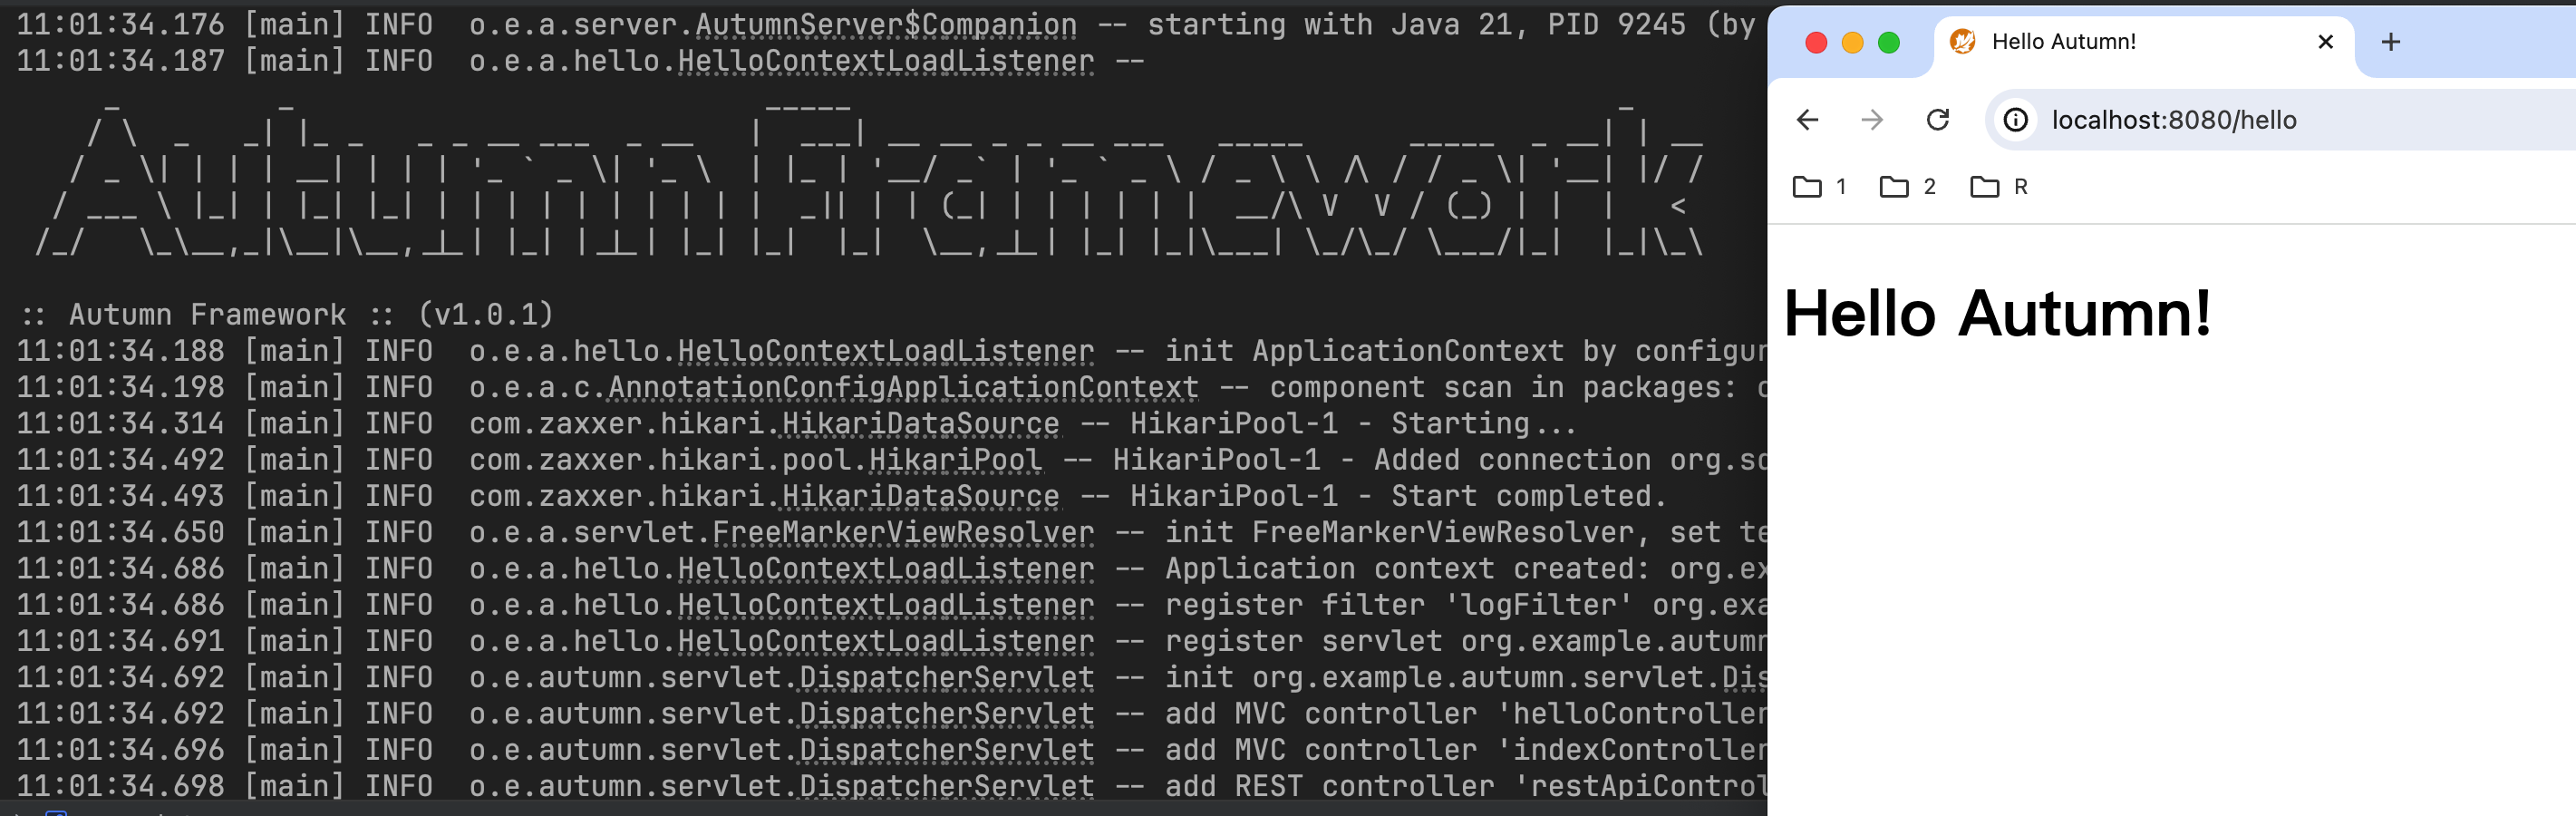 11:01:34.176 [main] INFO  o.e.a.server.AutumnServer$Companion -- starting with Java 21, PID 9245 (by
11:01:34.187 [main] INFO  o.e.a.hello.HelloContextLoadListener --
Autumn Framework
:: Autumn Framework :: (v1.0.1)
11:01:34.188 [main] INFO  o.e.a.hello.HelloContextLoadListener -- init ApplicationContext by configur
11:01:34.198 [main] INFO  o.e.a.c.AnnotationConfigApplicationContext -- component scan in packages:
11:01:34.314 [main] INFO  com.zaxxer.hikari.HikariDataSource -- HikariPool-1 - Starting...
11:01:34.492 [main] INFO  com.zaxxer.hikari.pool.HikariPool -- HikariPool-1 - Added connection org.sq
11:01:34.493 [main] INFO  com.zaxxer.hikari.HikariDataSource -- HikariPool-1 - Start completed.
11:01:34.650 [main] INFO  o.e.a.servlet.FreeMarkerViewResolver -- init FreeMarkerViewResolver, set te
11:01:34.686 [main] INFO  o.e.a.hello.HelloContextLoadListener -- Application context created: org.ex
11:01:34.686 [main] INFO  o.e.a.hello.HelloContextLoadListener -- register filter 'logFilter' org.exa
11:01:34.691 [main] INFO  o.e.a.hello.HelloContextLoadListener -- register servlet org.example.autumn
11:01:34.692 [main] INFO  o.e.autumn.servlet.DispatcherServlet -- init org.example.autumn.servlet.Dis
11:01:34.692 [main] INFO  o.e.autumn.servlet.DispatcherServlet -- add MVC controller 'helloController
11:01:34.696 [main] INFO  o.e.autumn.servlet.DispatcherServlet -- add MVC controller 'indexController
11:01:34.698 [main] INFO  o.e.autumn.servlet.DispatcherServlet -- add REST controller 'restApiControl
Hello Autumn!
localhost:8080/hello
1 2 R
Hello Autumn!